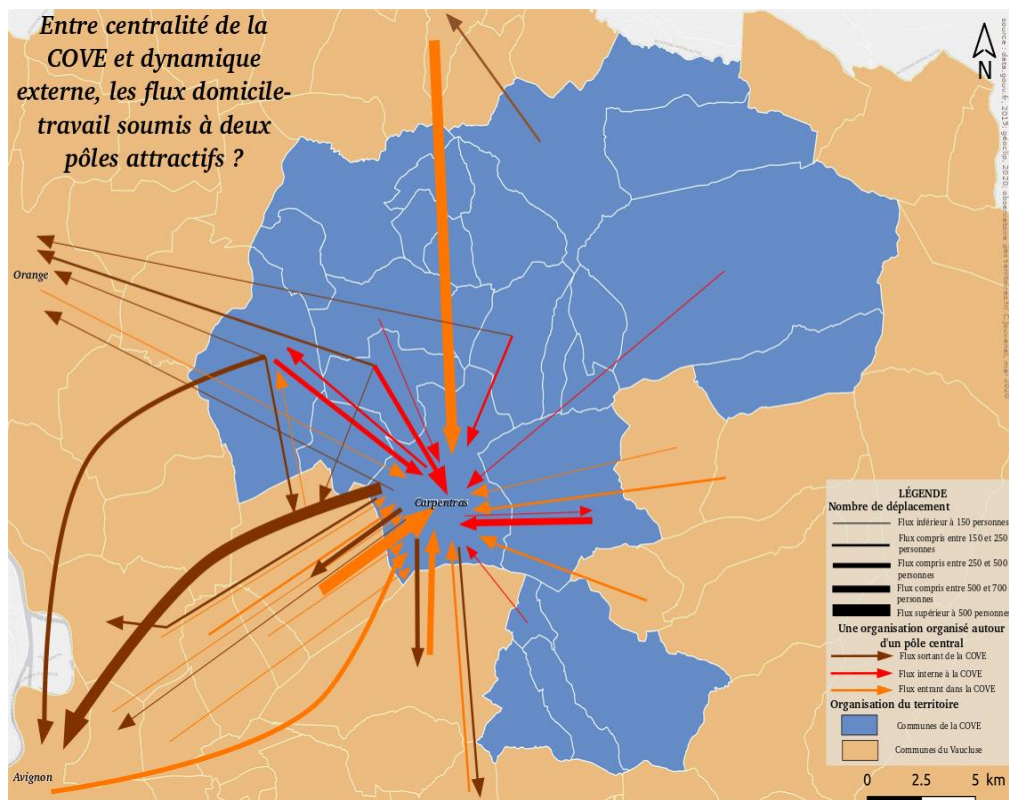 Entre centralité de la
COVE et dynamique
externe, les flux domicile-
travail soumis à deux
pôles attractifs ?
N
Orange
Carpentras
Avignon
LÉGENDE
Nombre de déplacement
Flux inférieur à 150 personnes
Flux compris entre 150 et 250
personnes
Flux compris entre 250 et 500
personnes
Flux compris entre 500 et 700
personnes
Flux supérieur à 500 personnes
Une organisation organisé autour
d'un pôle central
Flux sortant de la COVE
Flux interne à la COVE
Flux entrant dans la COVE
Organisation du territoire
Communes de la COVE
Communes du Vaucluse
0 2.5 5 km